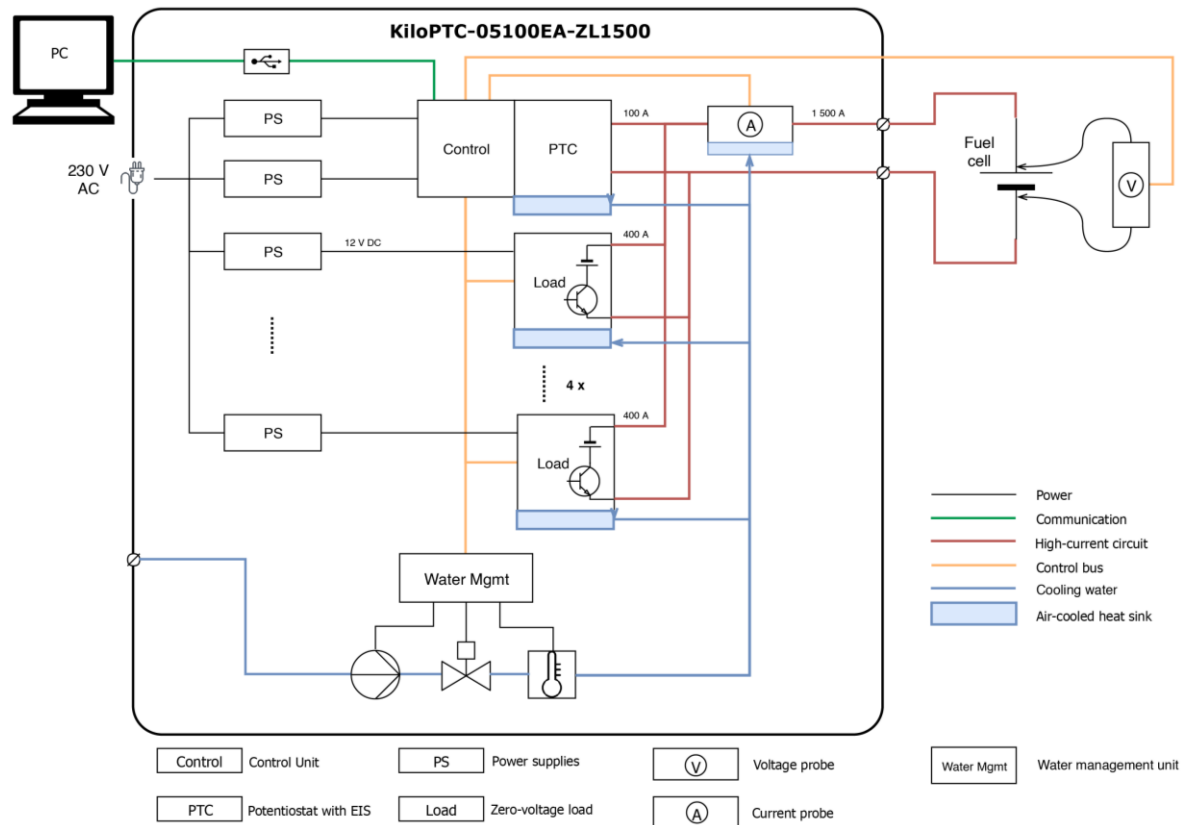 KiloPTC-05100EA-ZL1500
PC
PS
100 A
A
1 500 A
Control
PTC
Fuel
cell
V
230 V
AC
PS
PS
12 V DC
400 A
Load
4 x
PS
400 A
Load
Power
Communication
High-current circuit
Control bus
Cooling water
Air-cooled heat sink
Water Mgmt
Control
Control Unit
PS
Power supplies
V
Voltage probe
Water Mgmt
Water management unit
PTC
Potentiostat with EIS
Load
Zero-voltage load
A
Current probe